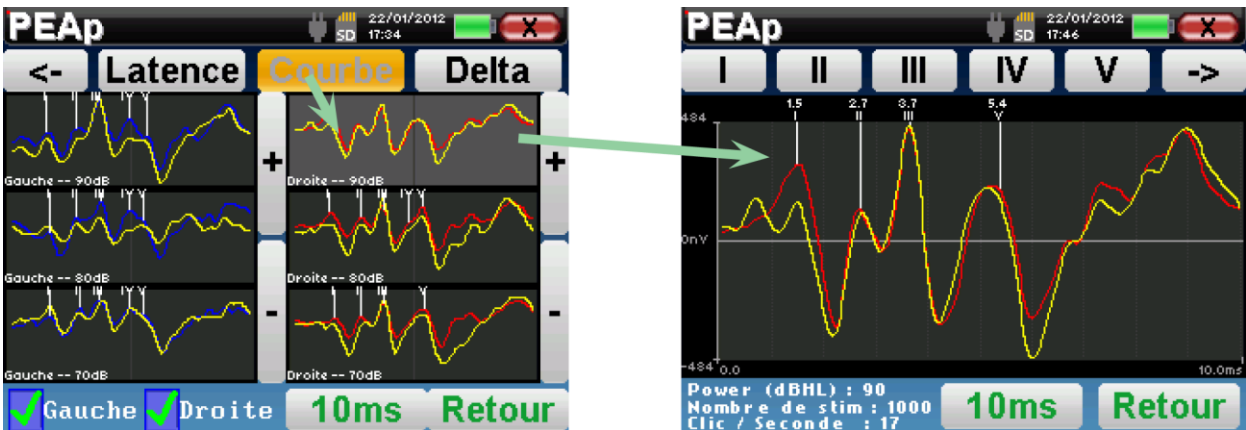 PEAp
SD 22/01/2012
17:34
X
<- Latence Courbe Delta
+ +
Gauche -- 90dB Droite -- 90dB
Gauche -- 80dB Droite -- 80dB
- -
Gauche -- 70dB Droite -- 70dB
Gauche Droite 10ms Retour
PEAp
SD 22/01/2012
17:46
X
I II III IV V ->
1.5 2.7 3.7 5.4
I II III V
484
0nV
-484 0.0 10.0ms
Power (dBHL) : 90
Nombre de stim : 1000
Clic / Seconde : 17
10ms Retour